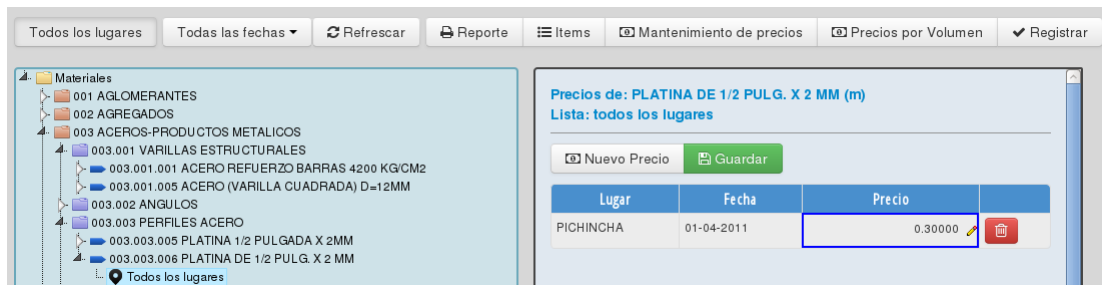 Todos los lugares Todas las fechas Refrescar Reporte Items Mantenimiento de precios Precios por Volumen Registrar
Materiales
001 AGLOMERANTES
002 AGREGADOS
003 ACEROS-PRODUCTOS METALICOS
003.001 VARILLAS ESTRUCTURALES
003.001.001 ACERO REFUERZO BARRAS 4200 KG/CM2
003.001.005 ACERO (VARILLA CUADRADA) D=12MM
003.002 ANGULOS
003.003 PERFILES ACERO
003.003.005 PLATINA 1/2 PULGADA X 2MM
003.003.006 PLATINA DE 1/2 PULG. X 2 MM
Todos los lugares
Precios de: PLATINA DE 1/2 PULG. X 2 MM (m)
Lista: todos los lugares
Nuevo Precio Guardar
Lugar Fecha Precio
PICHINCHA 01-04-2011 0.30000